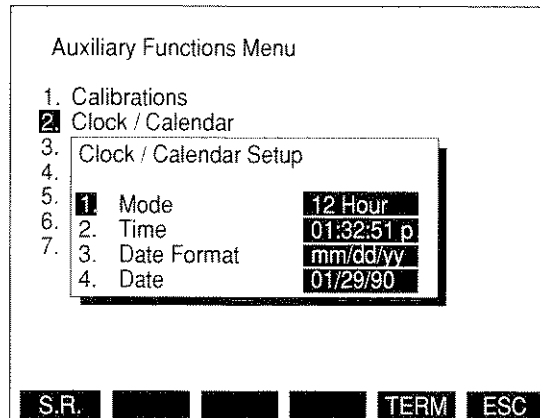 Auxiliary Functions Menu
1. Calibrations
2. Clock / Calendar
3.
4.
5.
6.
7.
Clock / Calendar Setup
1. Mode 12 Hour
2. Time 01:32:51 p
3. Date Format mm/dd/yy
4. Date 01/29/90
S.R. TERM ESC